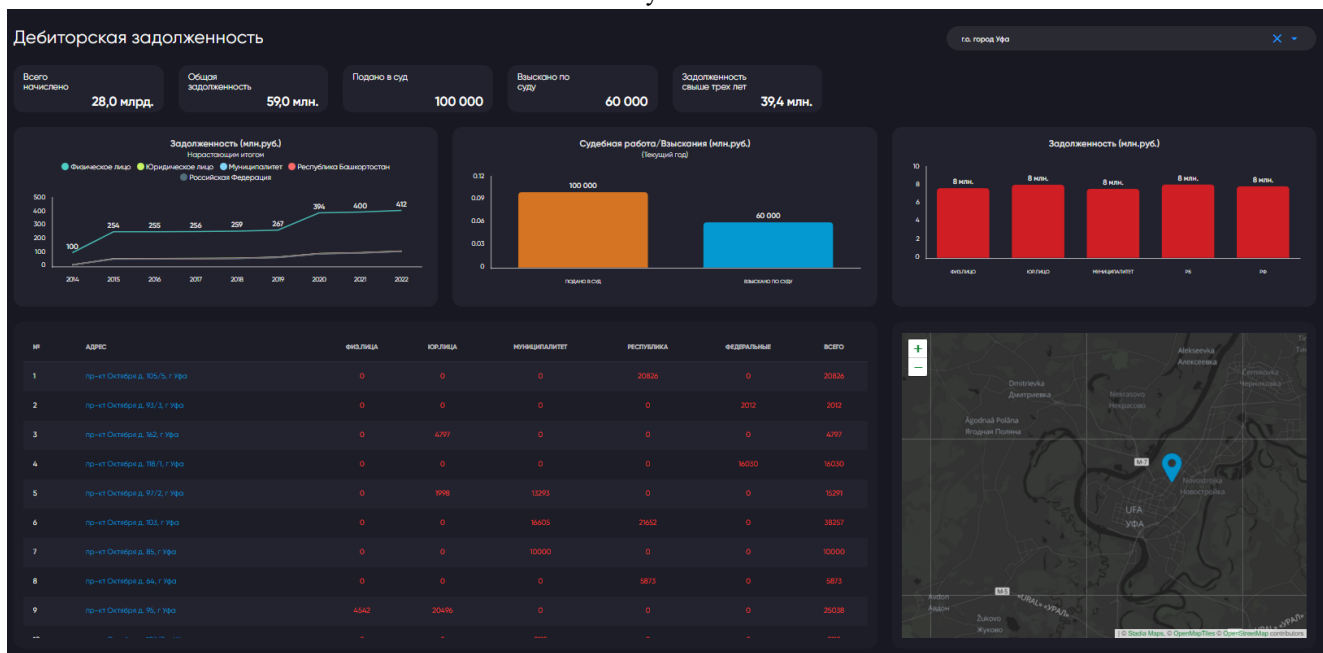 Дебиторская задолженность
г.о. город Уфа
Всего начислено
28,0 млрд.
Общая задолженность
59,0 млн.
Подано в суд
100 000
Взыскано по суду
60 000
Задолженность свыше трех лет
39,4 млн.
Задолженность (млн.руб.)
Нарастающим итогом
Физическое лицо Юридическое лицо Муниципалитет Республика Башкортостан
Российская Федерация
500
400
300
200
100
0
100 254 255 256 259 267 394 400 412
2014 2015 2016 2017 2018 2019 2020 2021 2022
Судебная работа/Взыскания (млн.руб.)
(Текущий год)
0.12
0.09
0.06
0.03
0
100 000
60 000
ПОДАНО В СУД ВЗЫСКАНО ПО СУДУ
Задолженность (млн.руб.)
10
8
6
4
2
0
8 млн. 8 млн. 8 млн. 8 млн. 8 млн.
ФИЗ.ЛИЦО ЮР.ЛИЦО МУНИЦИПАЛИТЕТ РБ РФ
№ АДРЕС ФИЗ.ЛИЦА ЮР.ЛИЦА МУНИЦИПАЛИТЕТ РЕСПУБЛИКА ФЕДЕРАЛЬНЫЕ ВСЕГО
1 пр-кт Октября д. 105/5, г Уфа 0 0 0 20826 0 20826
2 пр-кт Октября д. 93/3, г Уфа 0 0 0 0 2012 2012
3 пр-кт Октября д. 162, г Уфа 0 4797 0 0 0 4797
4 пр-кт Октября д. 118/1, г Уфа 0 0 0 0 16030 16030
5 пр-кт Октября д. 97/2, г Уфа 0 1998 13293 0 0 15291
6 пр-кт Октября д. 103, г Уфа 0 0 16605 21652 0 38257
7 пр-кт Октября д. 85, г Уфа 0 0 10000 0 0 10000
8 пр-кт Октября д. 64, г Уфа 0 0 0 5873 0 5873
9 пр-кт Октября д. 95, г Уфа 4542 20496 0 0 0 25038
+
−
Alekseevka
Алексеевка
Černikovka
Черниковка
Dmitrievka
Дмитриевка
Nekrasovo
Некрасово
Âgodnaâ Polâna
Ягодная Поляна
M-7
Novostrojka
Новостройка
UFA
УФА
M-5
«URAL» «УРАЛ»
Avdon
Авдон
Žukovo
Жуково
© Stadia Maps, © OpenMapTiles © OpenStreetMap contributors